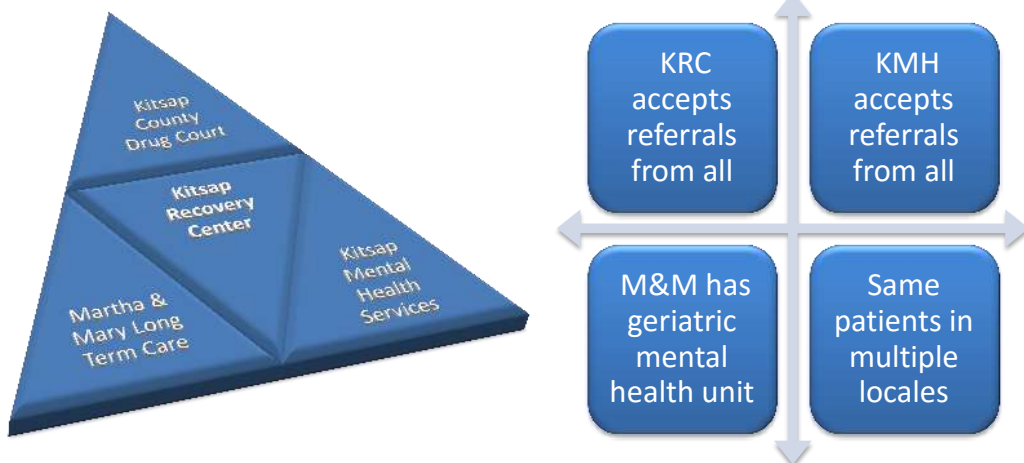 Kitsap
County
Drug Court
Kitsap
Recovery
Center
Martha &
Mary Long
Term Care
Kitsap
Mental
Health
Services
KRC
accepts
referrals
from all
KMH
accepts
referrals
from all
M&M has
geriatric
mental
health unit
Same
patients in
multiple
locales